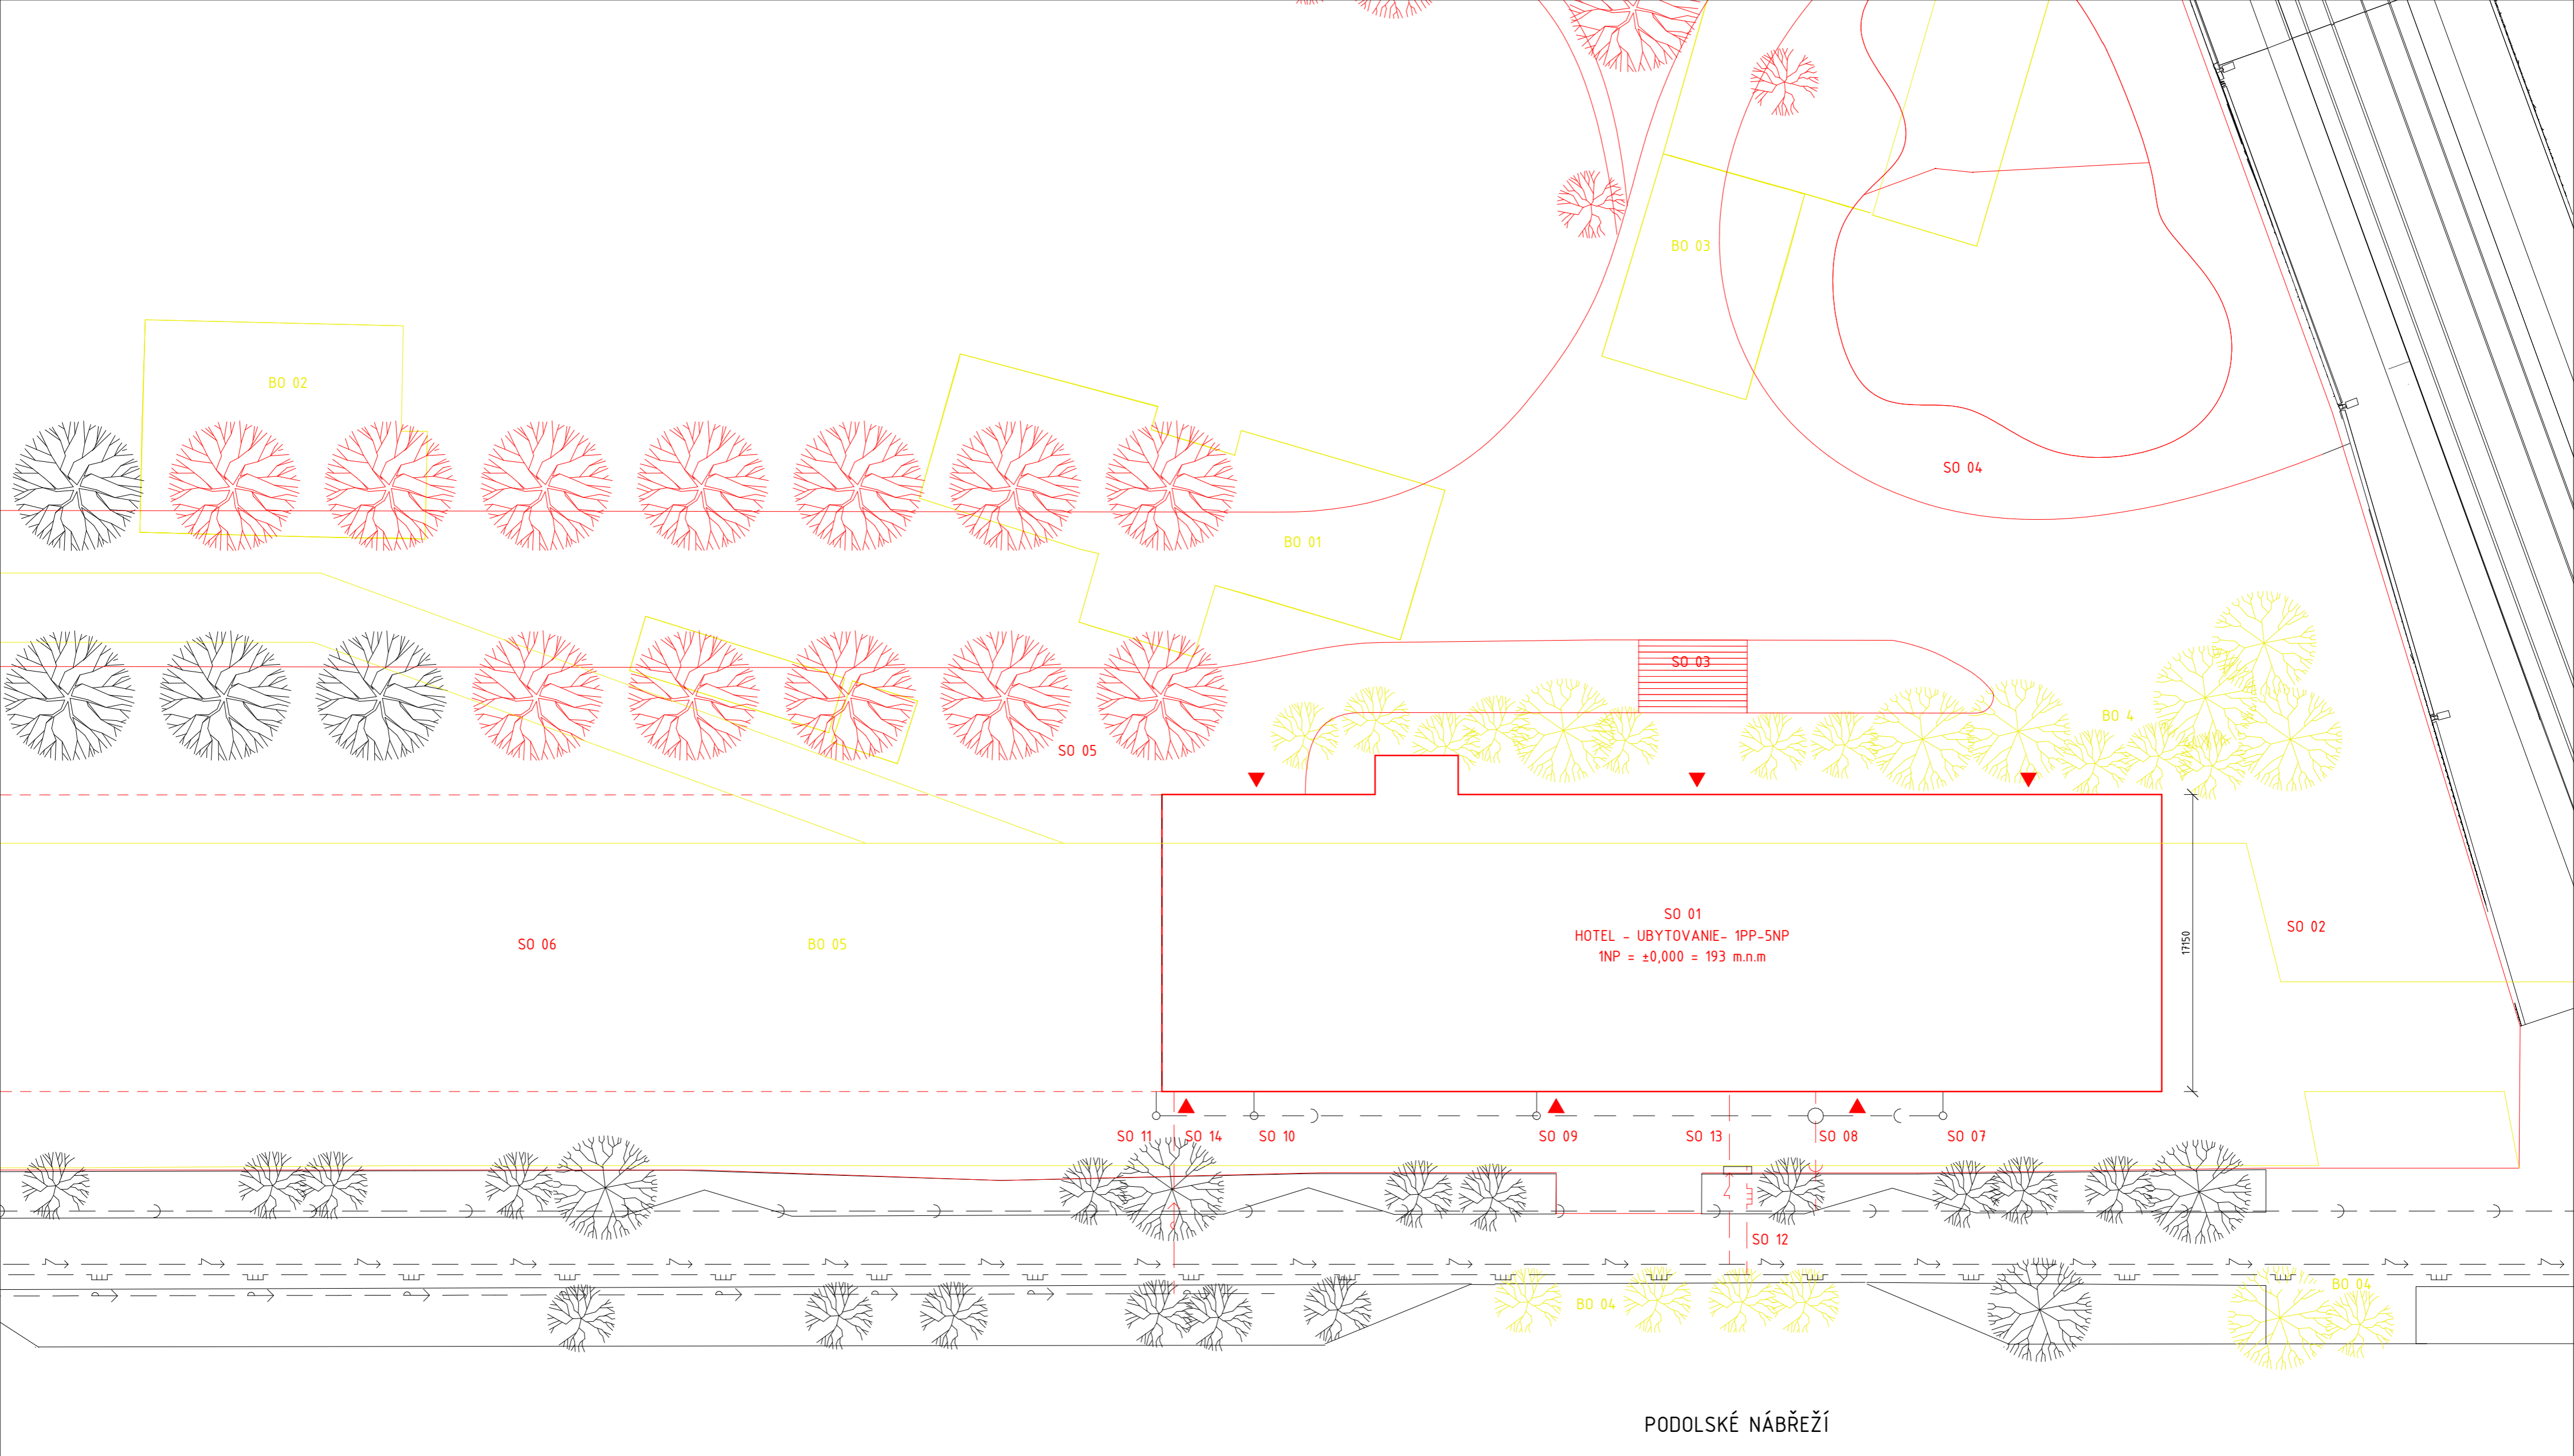 BO 03
BO 02
SO 04
BO 01
SO 03
BO 4
SO 05
SO 01
HOTEL - UBYTOVANIE- 1PP-5NP
1NP = ±0,000 = 193 m.n.m
SO 02
SO 06
BO 05
17150
SO 11
SO 14
SO 10
SO 09
SO 13
SO 08
SO 07
SO 12
BO 04
BO 04
PODOLSKÉ NÁBŘEŽÍ